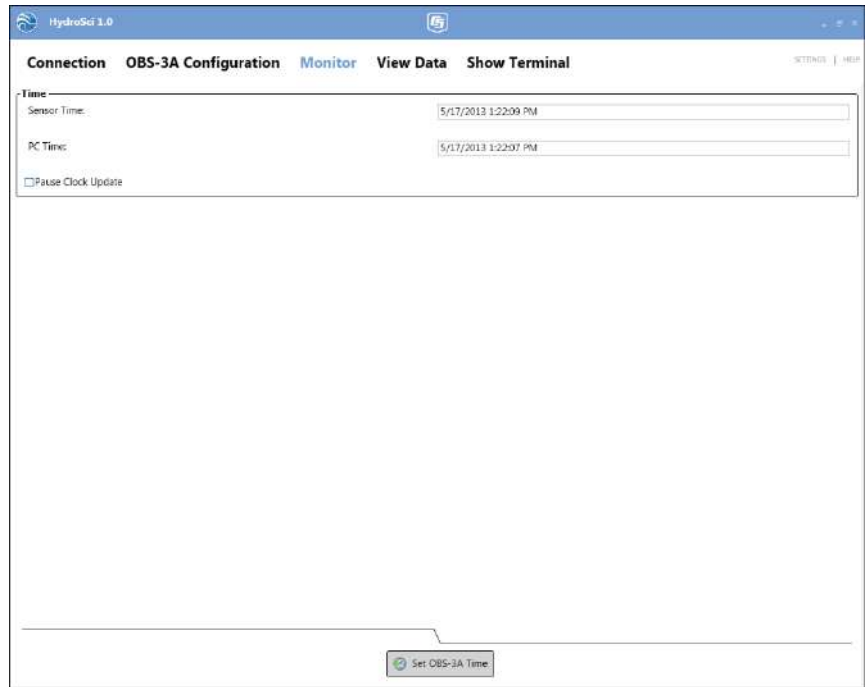 HydroSci 1.0
Connection OBS-3A Configuration Monitor View Data Show Terminal SETTINGS | HELP
Time
Sensor Time: 5/17/2013 1:22:09 PM
PC Time: 5/17/2013 1:22:07 PM
Pause Clock Update
Set OBS-3A Time